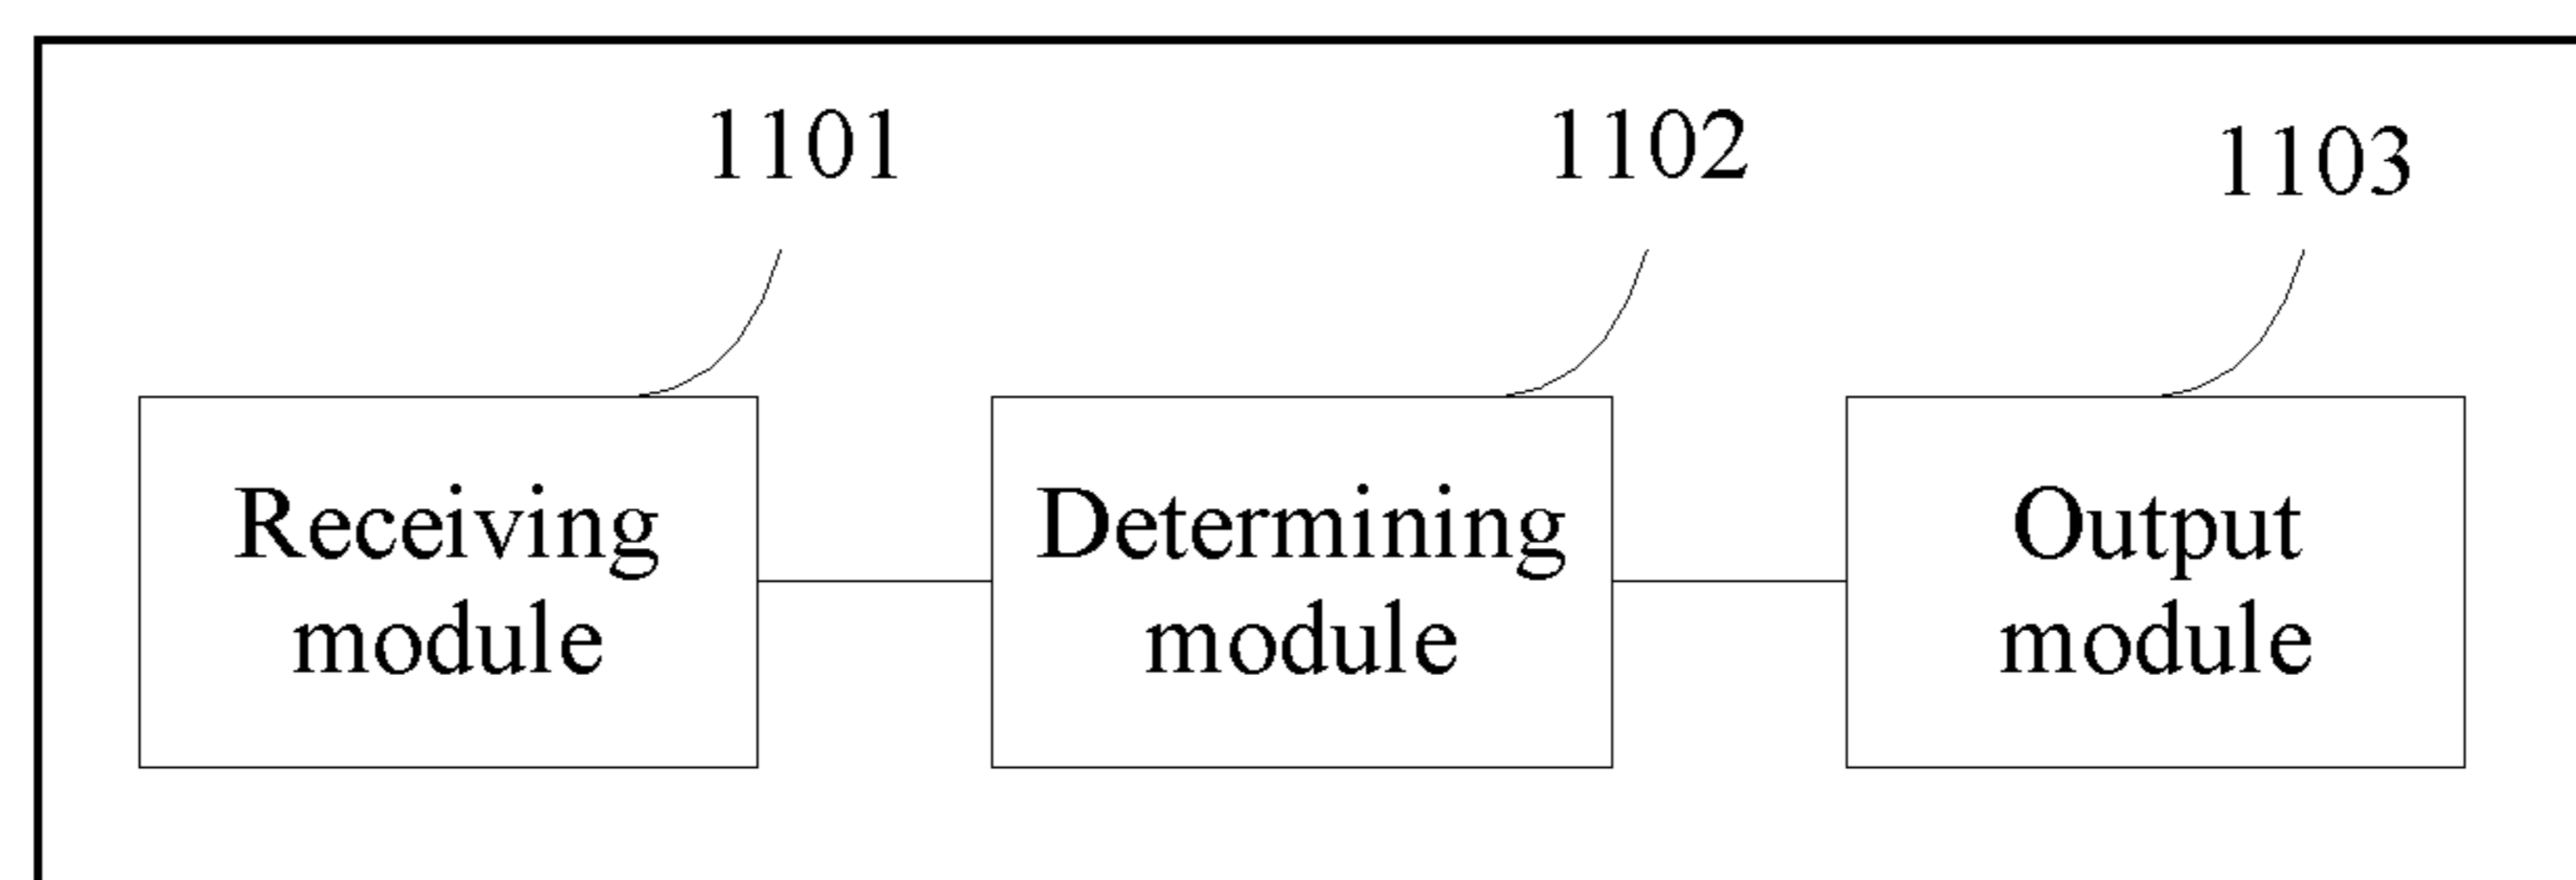 1101
1102
1103
Receiving
module
Determining
module
Output
module